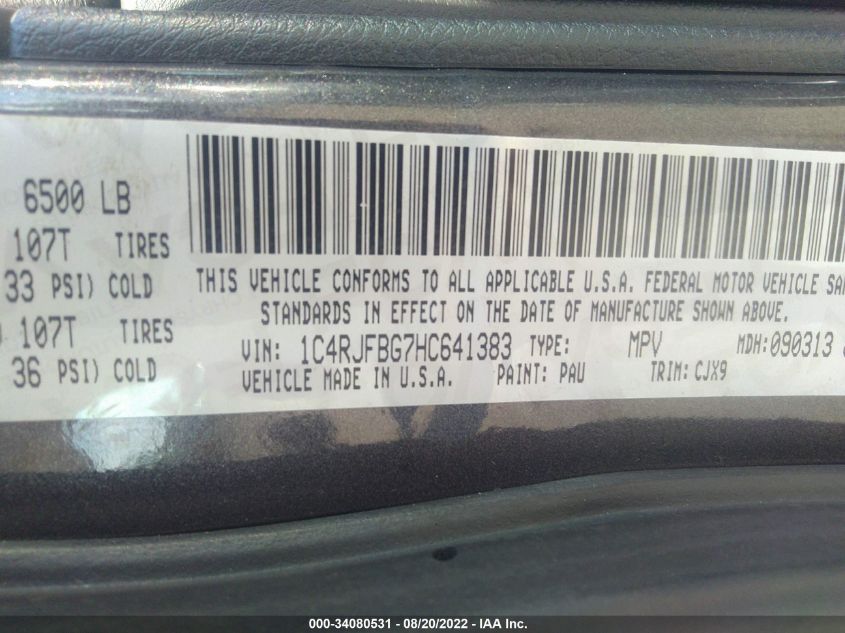 6500 LB
107T TIRES
33 PSI) COLD
107T TIRES
36 PSI) COLD
THIS VEHICLE CONFORMS TO ALL APPLICABLE U.S.A. FEDERAL MOTOR VEHICLE SA
STANDARDS IN EFFECT ON THE DATE OF MANUFACTURE SHOWN ABOVE.
VIN: 1C4RJFBG7HC641383 TYPE: MPV MDH:090313
VEHICLE MADE IN U.S.A. PAINT: PAU TRIM: CJX9
000-34080531 - 08/20/2022 - IAA Inc.